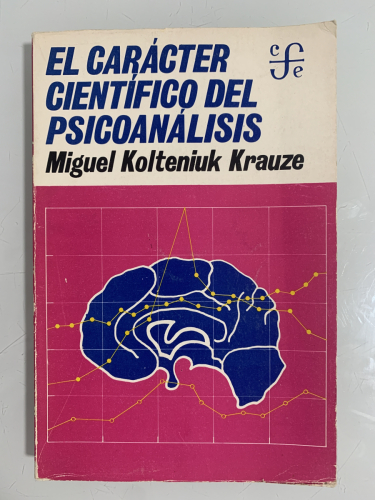 EL CARÁCTER
CIENTÍFICO DEL
PSICOANÁLISIS
Miguel Kolteniuk Krauze
c f e